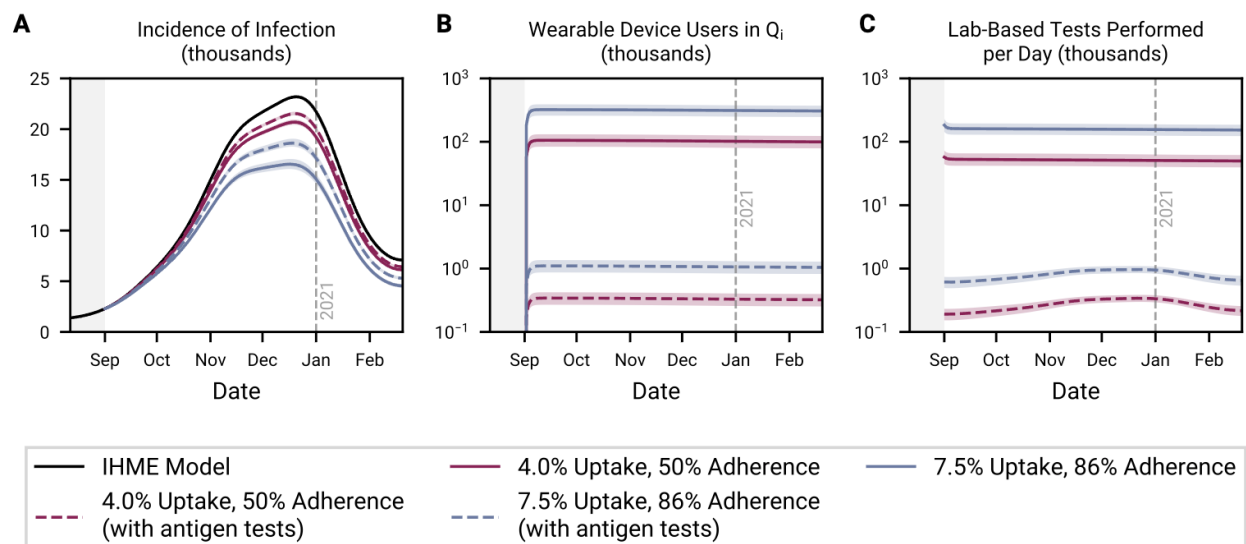 A
Incidence of Infection
(thousands)
25
20
15
10
5
0
2021
Sep
Oct
Nov
Dec
Jan
Feb
Date
B
Wearable Device Users in Qᵢ
(thousands)
10³
10²
10¹
10⁰
10⁻¹
2021
Sep
Oct
Nov
Dec
Jan
Feb
Date
C
Lab-Based Tests Performed
per Day (thousands)
10³
10²
10¹
10⁰
10⁻¹
2021
Sep
Oct
Nov
Dec
Jan
Feb
Date
IHME Model
4.0% Uptake, 50% Adherence
7.5% Uptake, 86% Adherence
4.0% Uptake, 50% Adherence
(with antigen tests)
7.5% Uptake, 86% Adherence
(with antigen tests)